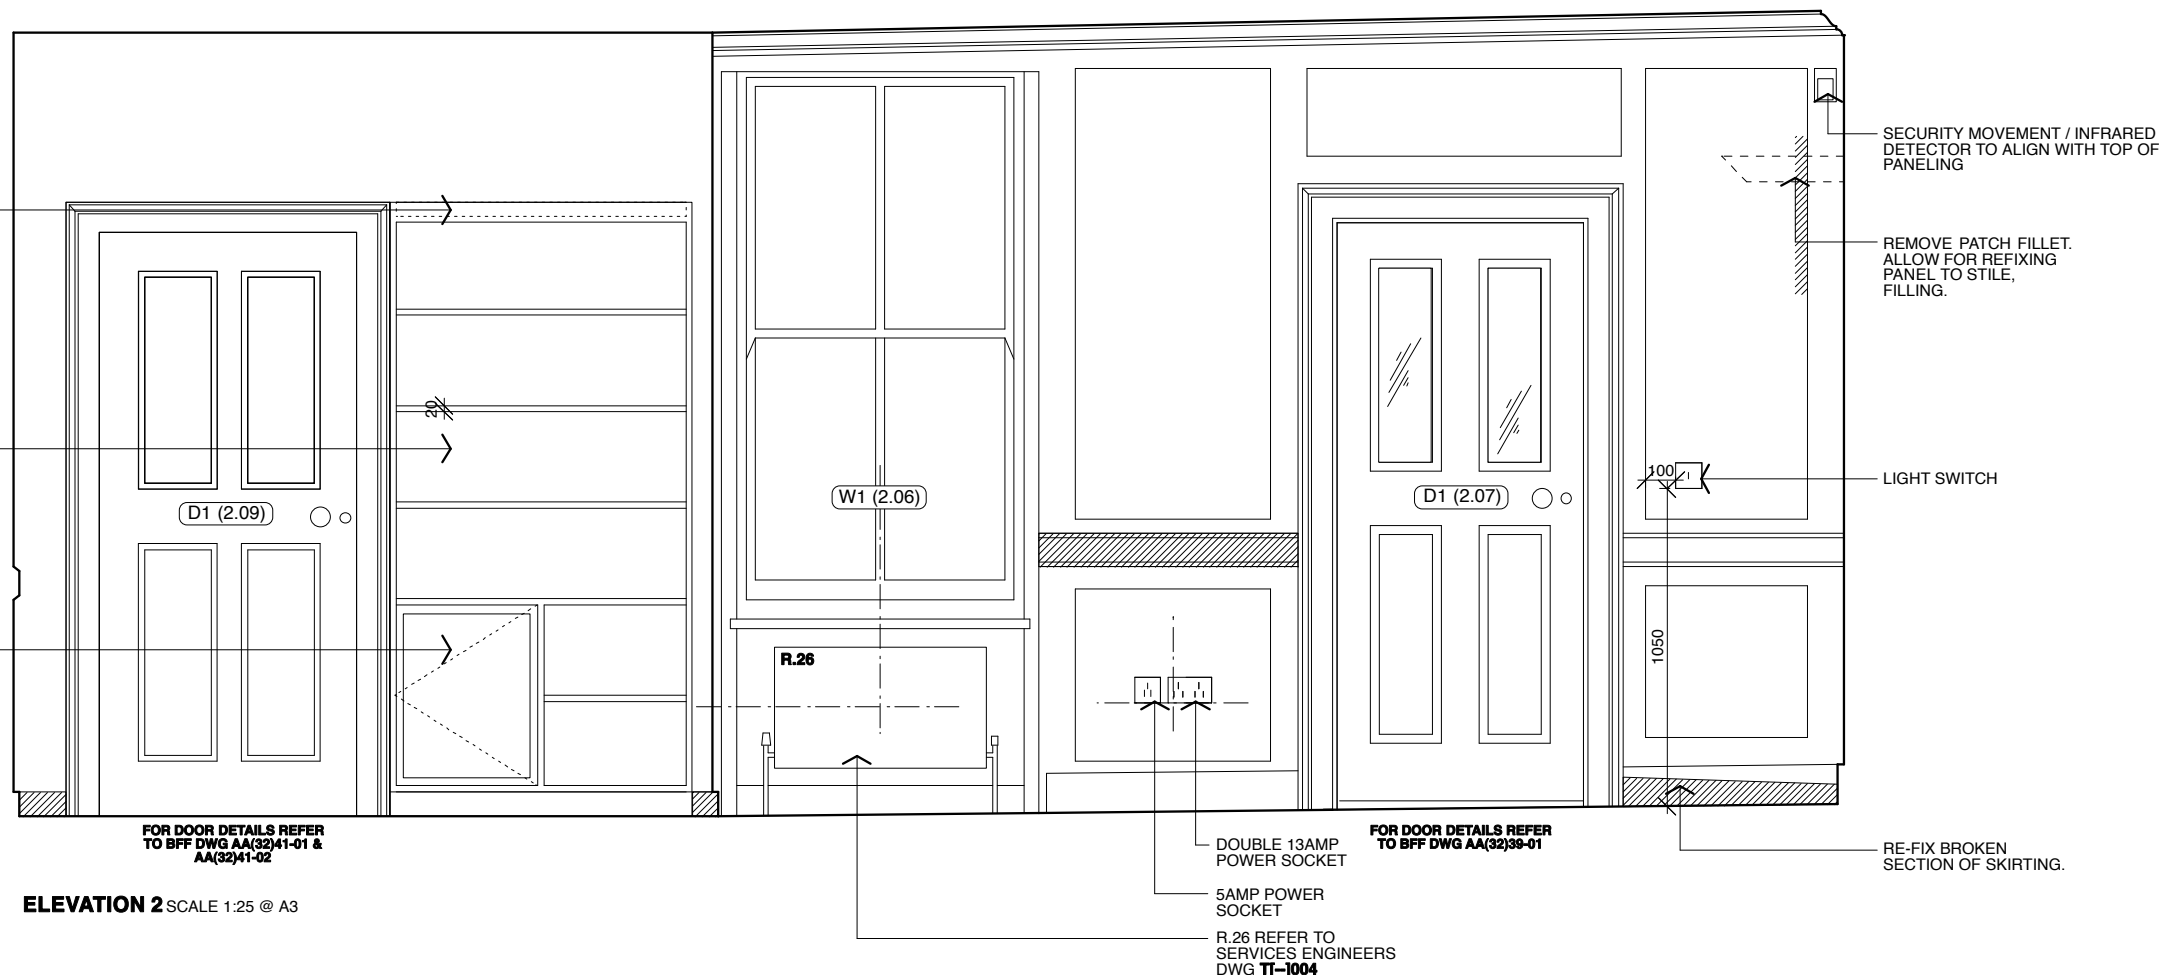 SECURITY MOVEMENT / INFRARED
DETECTOR TO ALIGN WITH TOP OF
PANELING
REMOVE PATCH FILLET.
ALLOW FOR REFIXING
PANEL TO STILE,
FILLING.
20
100
LIGHT SWITCH
W1 (2.06)
D1 (2.07)
D1 (2.09)
1050
R.26
FOR DOOR DETAILS REFER
TO BFF DWG AA(32)41-01 &
AA(32)41-02
FOR DOOR DETAILS REFER
TO BFF DWG AA(32)39-01
DOUBLE 13AMP
POWER SOCKET
RE-FIX BROKEN
SECTION OF SKIRTING.
5AMP POWER
SOCKET
ELEVATION 2 SCALE 1:25 @ A3
R.26 REFER TO
SERVICES ENGINEERS
DWG